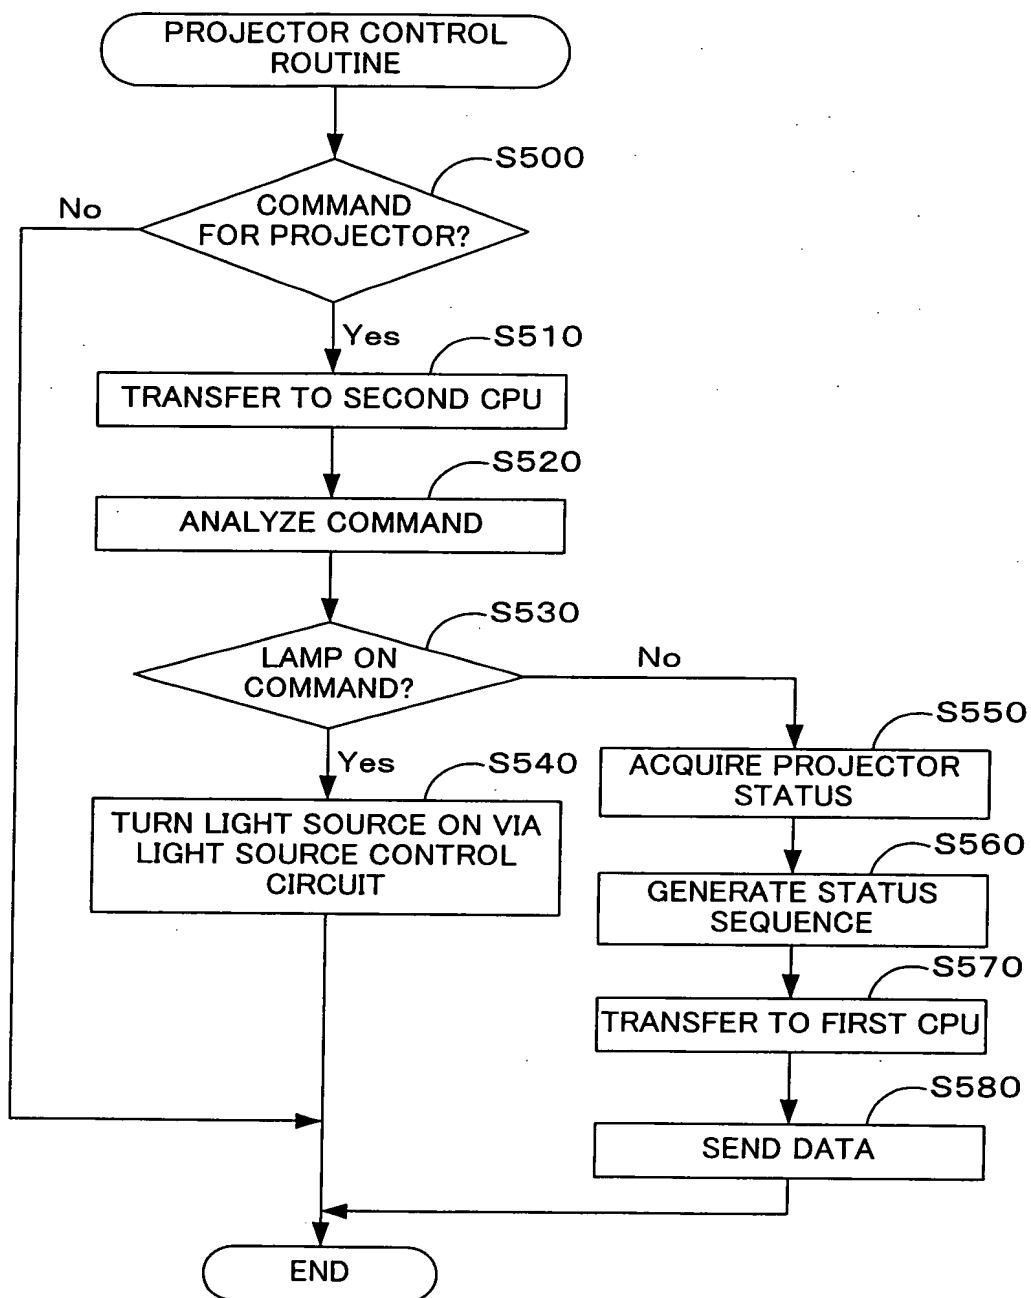 PROJECTOR CONTROL
ROUTINE
S500
COMMAND
FOR PROJECTOR?
No
Yes
S510
TRANSFER TO SECOND CPU
S520
ANALYZE COMMAND
S530
LAMP ON
COMMAND?
No
Yes
S540
TURN LIGHT SOURCE ON VIA
LIGHT SOURCE CONTROL
CIRCUIT
S550
ACQUIRE PROJECTOR
STATUS
S560
GENERATE STATUS
SEQUENCE
S570
TRANSFER TO FIRST CPU
S580
SEND DATA
END